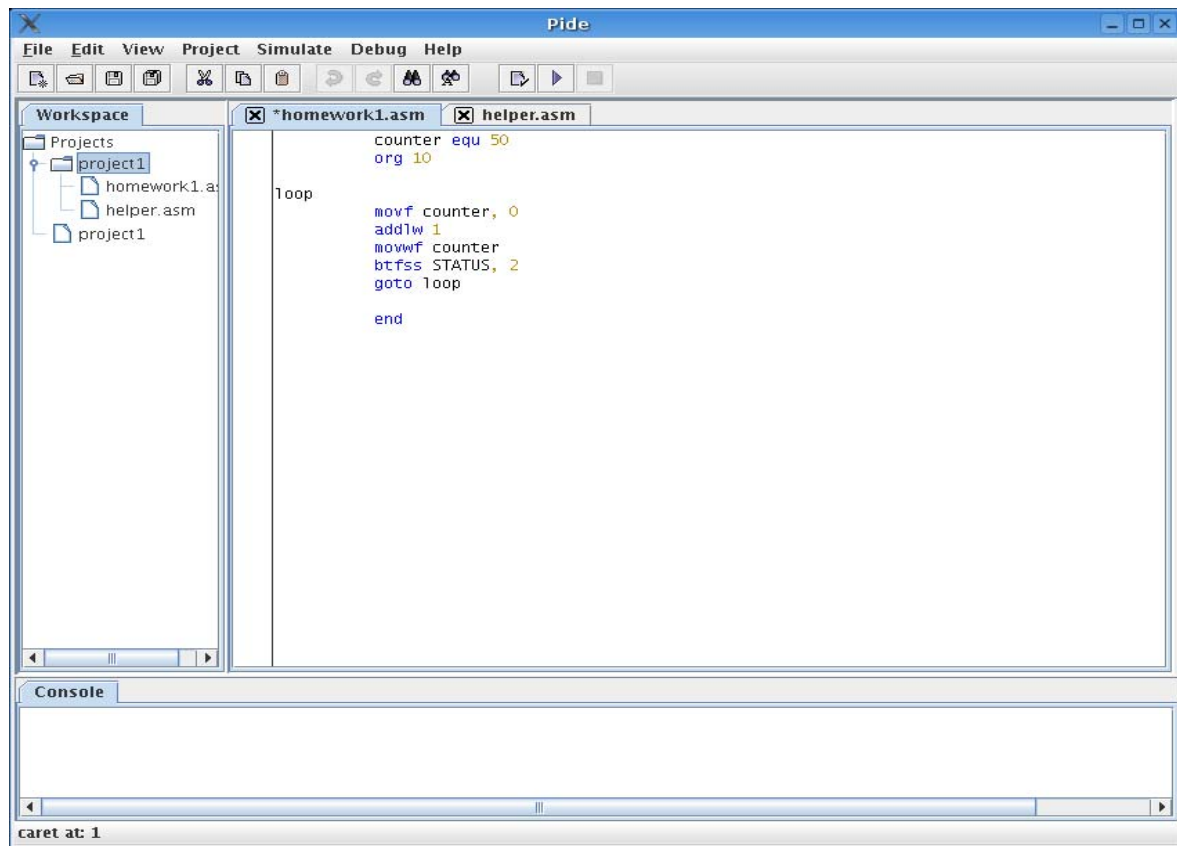 Pide
File Edit View Project Simulate Debug Help
Workspace
Projects
project1
homework1.a
helper.asm
project1
*homework1.asm helper.asm
counter equ 50
org 10
loop
movf counter, 0
addlw 1
movwf counter
btfss STATUS, 2
goto loop
end
Console
caret at: 1